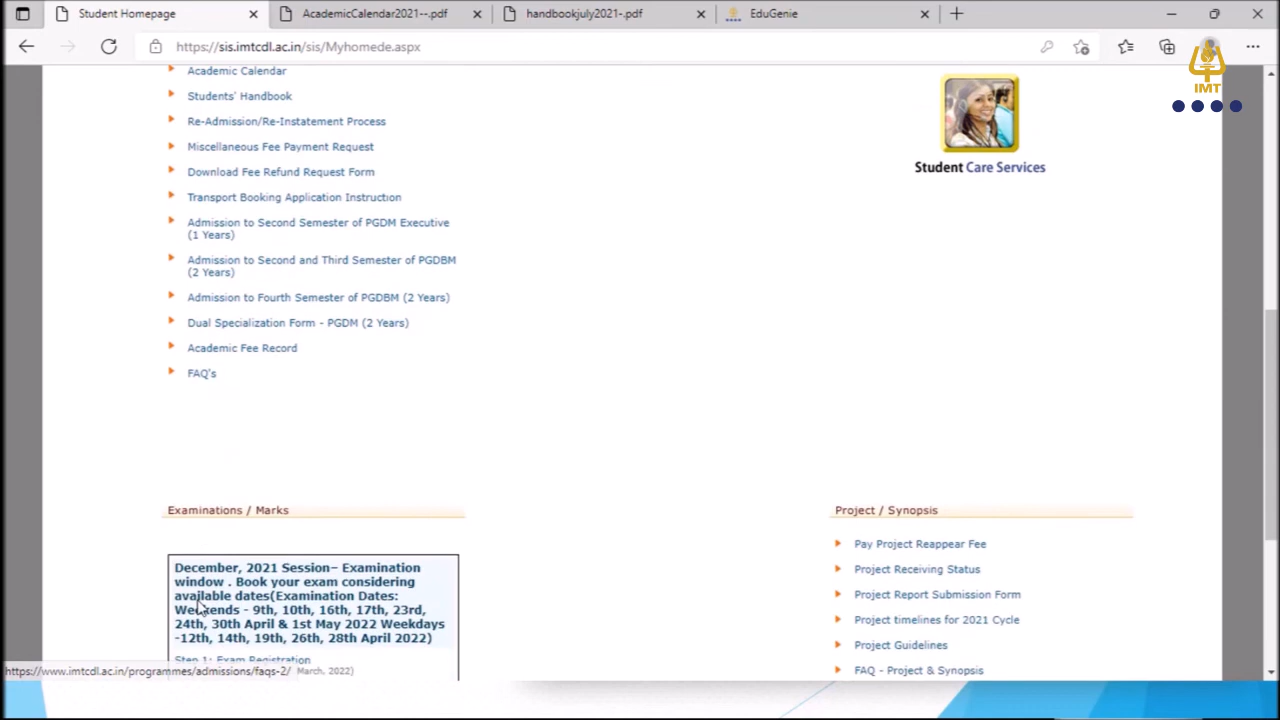 Student Homepage
AcademicCalendar2021--.pdf
handbookjuly2021-.pdf
EduGenie
https://sis.imtcdl.ac.in/sis/Myhomede.aspx
IMT
Academic Calendar
Students' Handbook
Re-Admission/Re-Instatement Process
Miscellaneous Fee Payment Request
Download Fee Refund Request Form
Transport Booking Application Instruction
Admission to Second Semester of PGDM Executive
(1 Years)
Admission to Second and Third Semester of PGDBM
(2 Years)
Admission to Fourth Semester of PGDBM (2 Years)
Dual Specialization Form - PGDM (2 Years)
Academic Fee Record
FAQ's
Student Care Services
Examinations / Marks
December, 2021 Session– Examination
window . Book your exam considering
available dates(Examination Dates:
Weekends - 9th, 10th, 16th, 17th, 23rd,
24th, 30th April & 1st May 2022 Weekdays
-12th, 14th, 19th, 26th, 28th April 2022)
Step 1: Exam Registration
March, 2022)
Project / Synopsis
Pay Project Reappear Fee
Project Receiving Status
Project Report Submission Form
Project timelines for 2021 Cycle
Project Guidelines
FAQ - Project & Synopsis
https://www.imtcdl.ac.in/programmes/admissions/faqs-2/